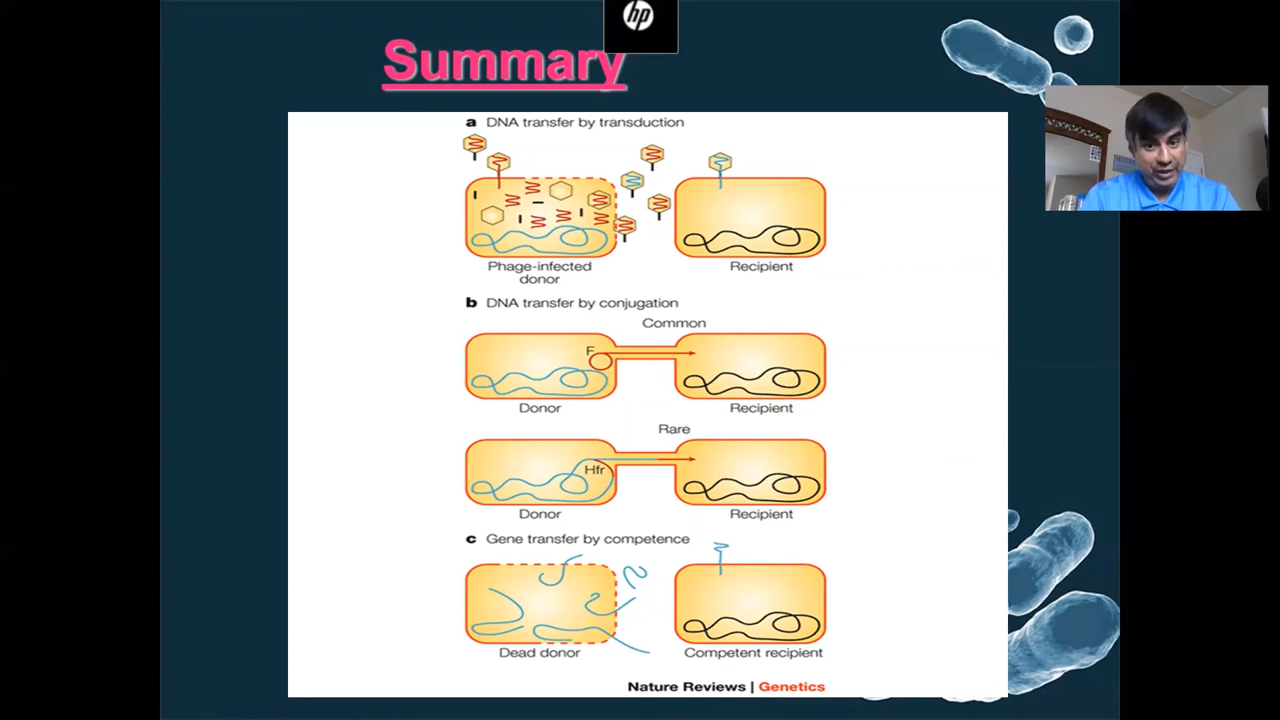 hp
Summary
a DNA transfer by transduction
Phage-infected
donor
Recipient
b DNA transfer by conjugation
Common
F
Donor
Recipient
Rare
Hfr
Donor
Recipient
c Gene transfer by competence
Dead donor
Competent recipient
Nature Reviews | Genetics